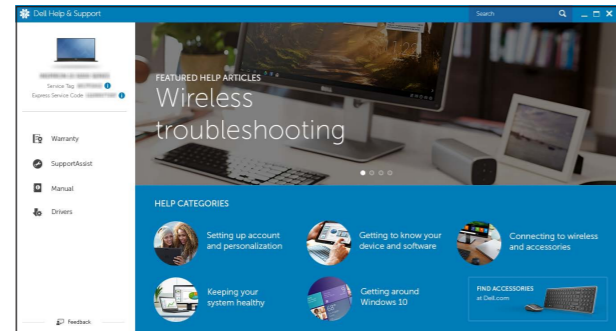 Dell Help & Support
Search
Service Tag:
Express Service Code:
Warranty
SupportAssist
Manual
Drivers
Feedback
FEATURED HELP ARTICLES
Wireless
troubleshooting
HELP CATEGORIES
Setting up account
and personalization
Getting to know your
device and software
Connecting to wireless
and accessories
Keeping your
system healthy
Getting around
Windows 10
FIND ACCESSORIES
at Dell.com